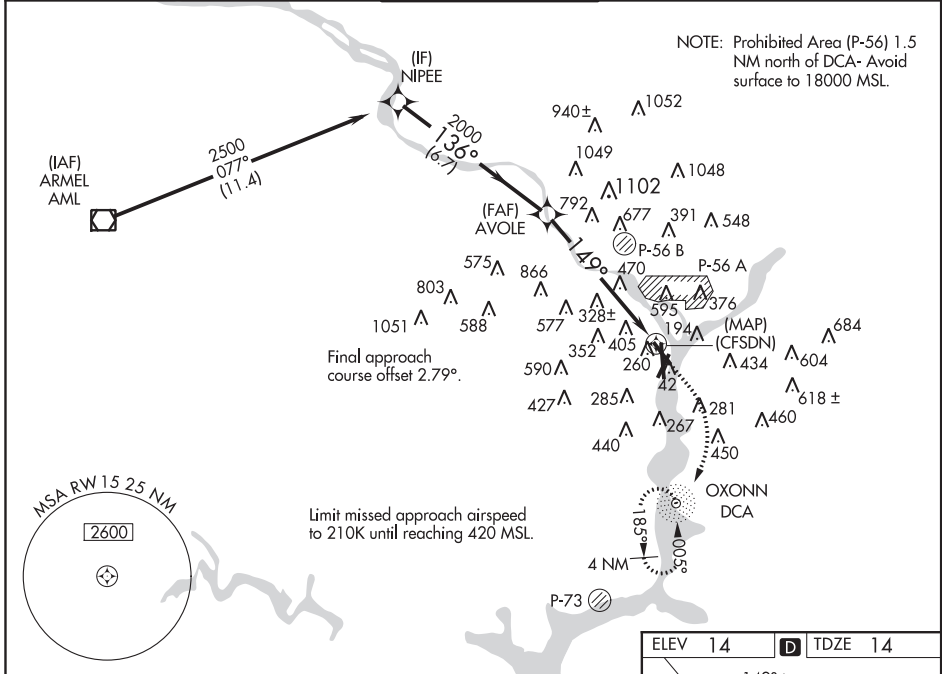 NOTE: Prohibited Area (P-56) 1.5
NM north of DCA- Avoid
surface to 18000 MSL.
(IF)
NIPEE
2000
136°
(6.7)
2500
077°
(11.4)
(IAF)
ARMEL
AML
(FAF)
AVOLE
149°
940±
1052
1049
1048
1102
792
677
391
548
P-56 B
P-56 A
470
595
376
575
866
803
1051
588
577
328±
352
405
194
(MAP)
(CFSDN)
684
604
434
260
42
590
427
285
618 ±
460
281
267
440
450
Final approach
course offset 2.79°.
Limit missed approach airspeed
to 210K until reaching 420 MSL.
OXONN
DCA
185°
005°
4 NM
P-73
MSA RW 15 25 NM
2600
ELEV 14
D
TDZE 14